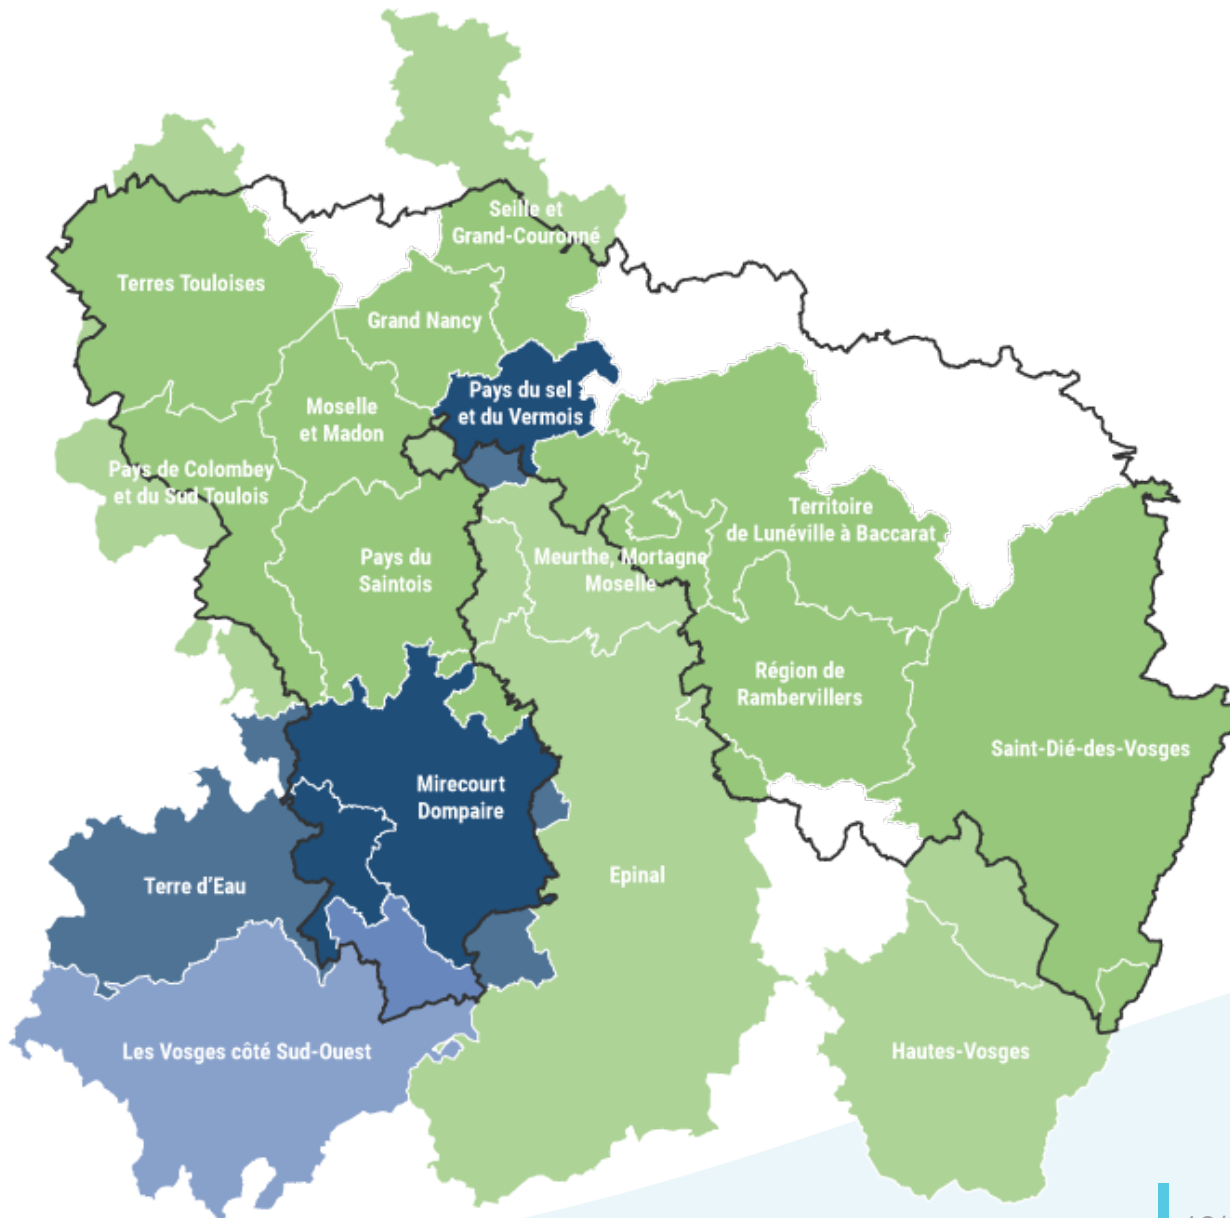 Seille et
Grand-Couronné
Terres Touloises
Grand Nancy
Pays du sel
et du Vermois
Moselle
et Madon
Pays de Colombey
et du Sud Toulois
Territoire
de Lunéville à Baccarat
Pays du
Saintois
Meurthe, Mortagne
Moselle
Région de
Rambervillers
Saint-Dié-des-Vosges
Mirecourt
Dompaire
Terre d'Eau
Epinal
Les Vosges côté Sud-Ouest
Hautes-Vosges